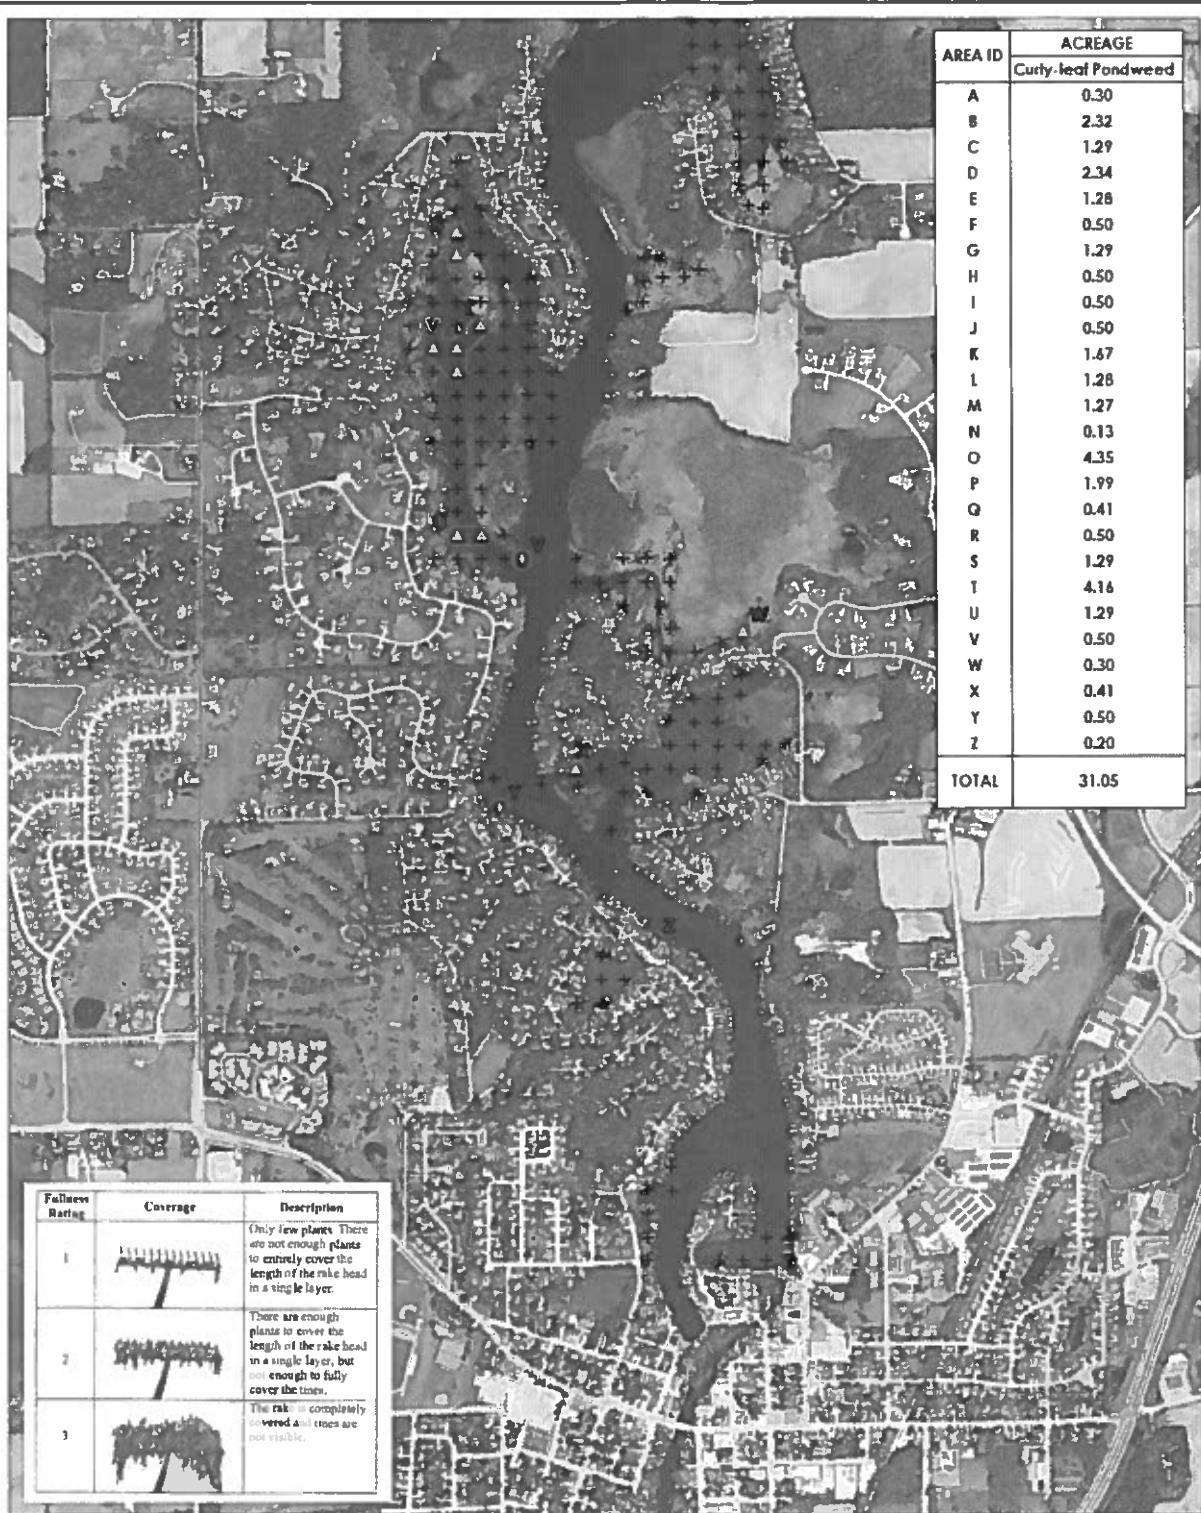 AREA ID ACREAGE
Curly-leaf Pondweed
A 0.30
B 2.32
C 1.29
D 2.34
E 1.28
F 0.50
G 1.29
H 0.50
I 0.50
J 0.50
K 1.67
L 1.28
M 1.27
N 0.13
O 4.35
P 1.99
Q 0.41
R 0.50
S 1.29
T 4.16
U 1.29
V 0.50
W 0.30
X 0.41
Y 0.50
Z 0.20
TOTAL 31.05
V
V
W
Y
Z
Fullness
Rating Coverage Description
1
Only few plants. There
are not enough plants
to entirely cover the
length of the rake head
in a single layer.
2
There are enough
plants to cover the
length of the rake head
in a single layer, but
not enough to fully
cover the tines.
3
The rake is completely
covered and tines are
not visible.